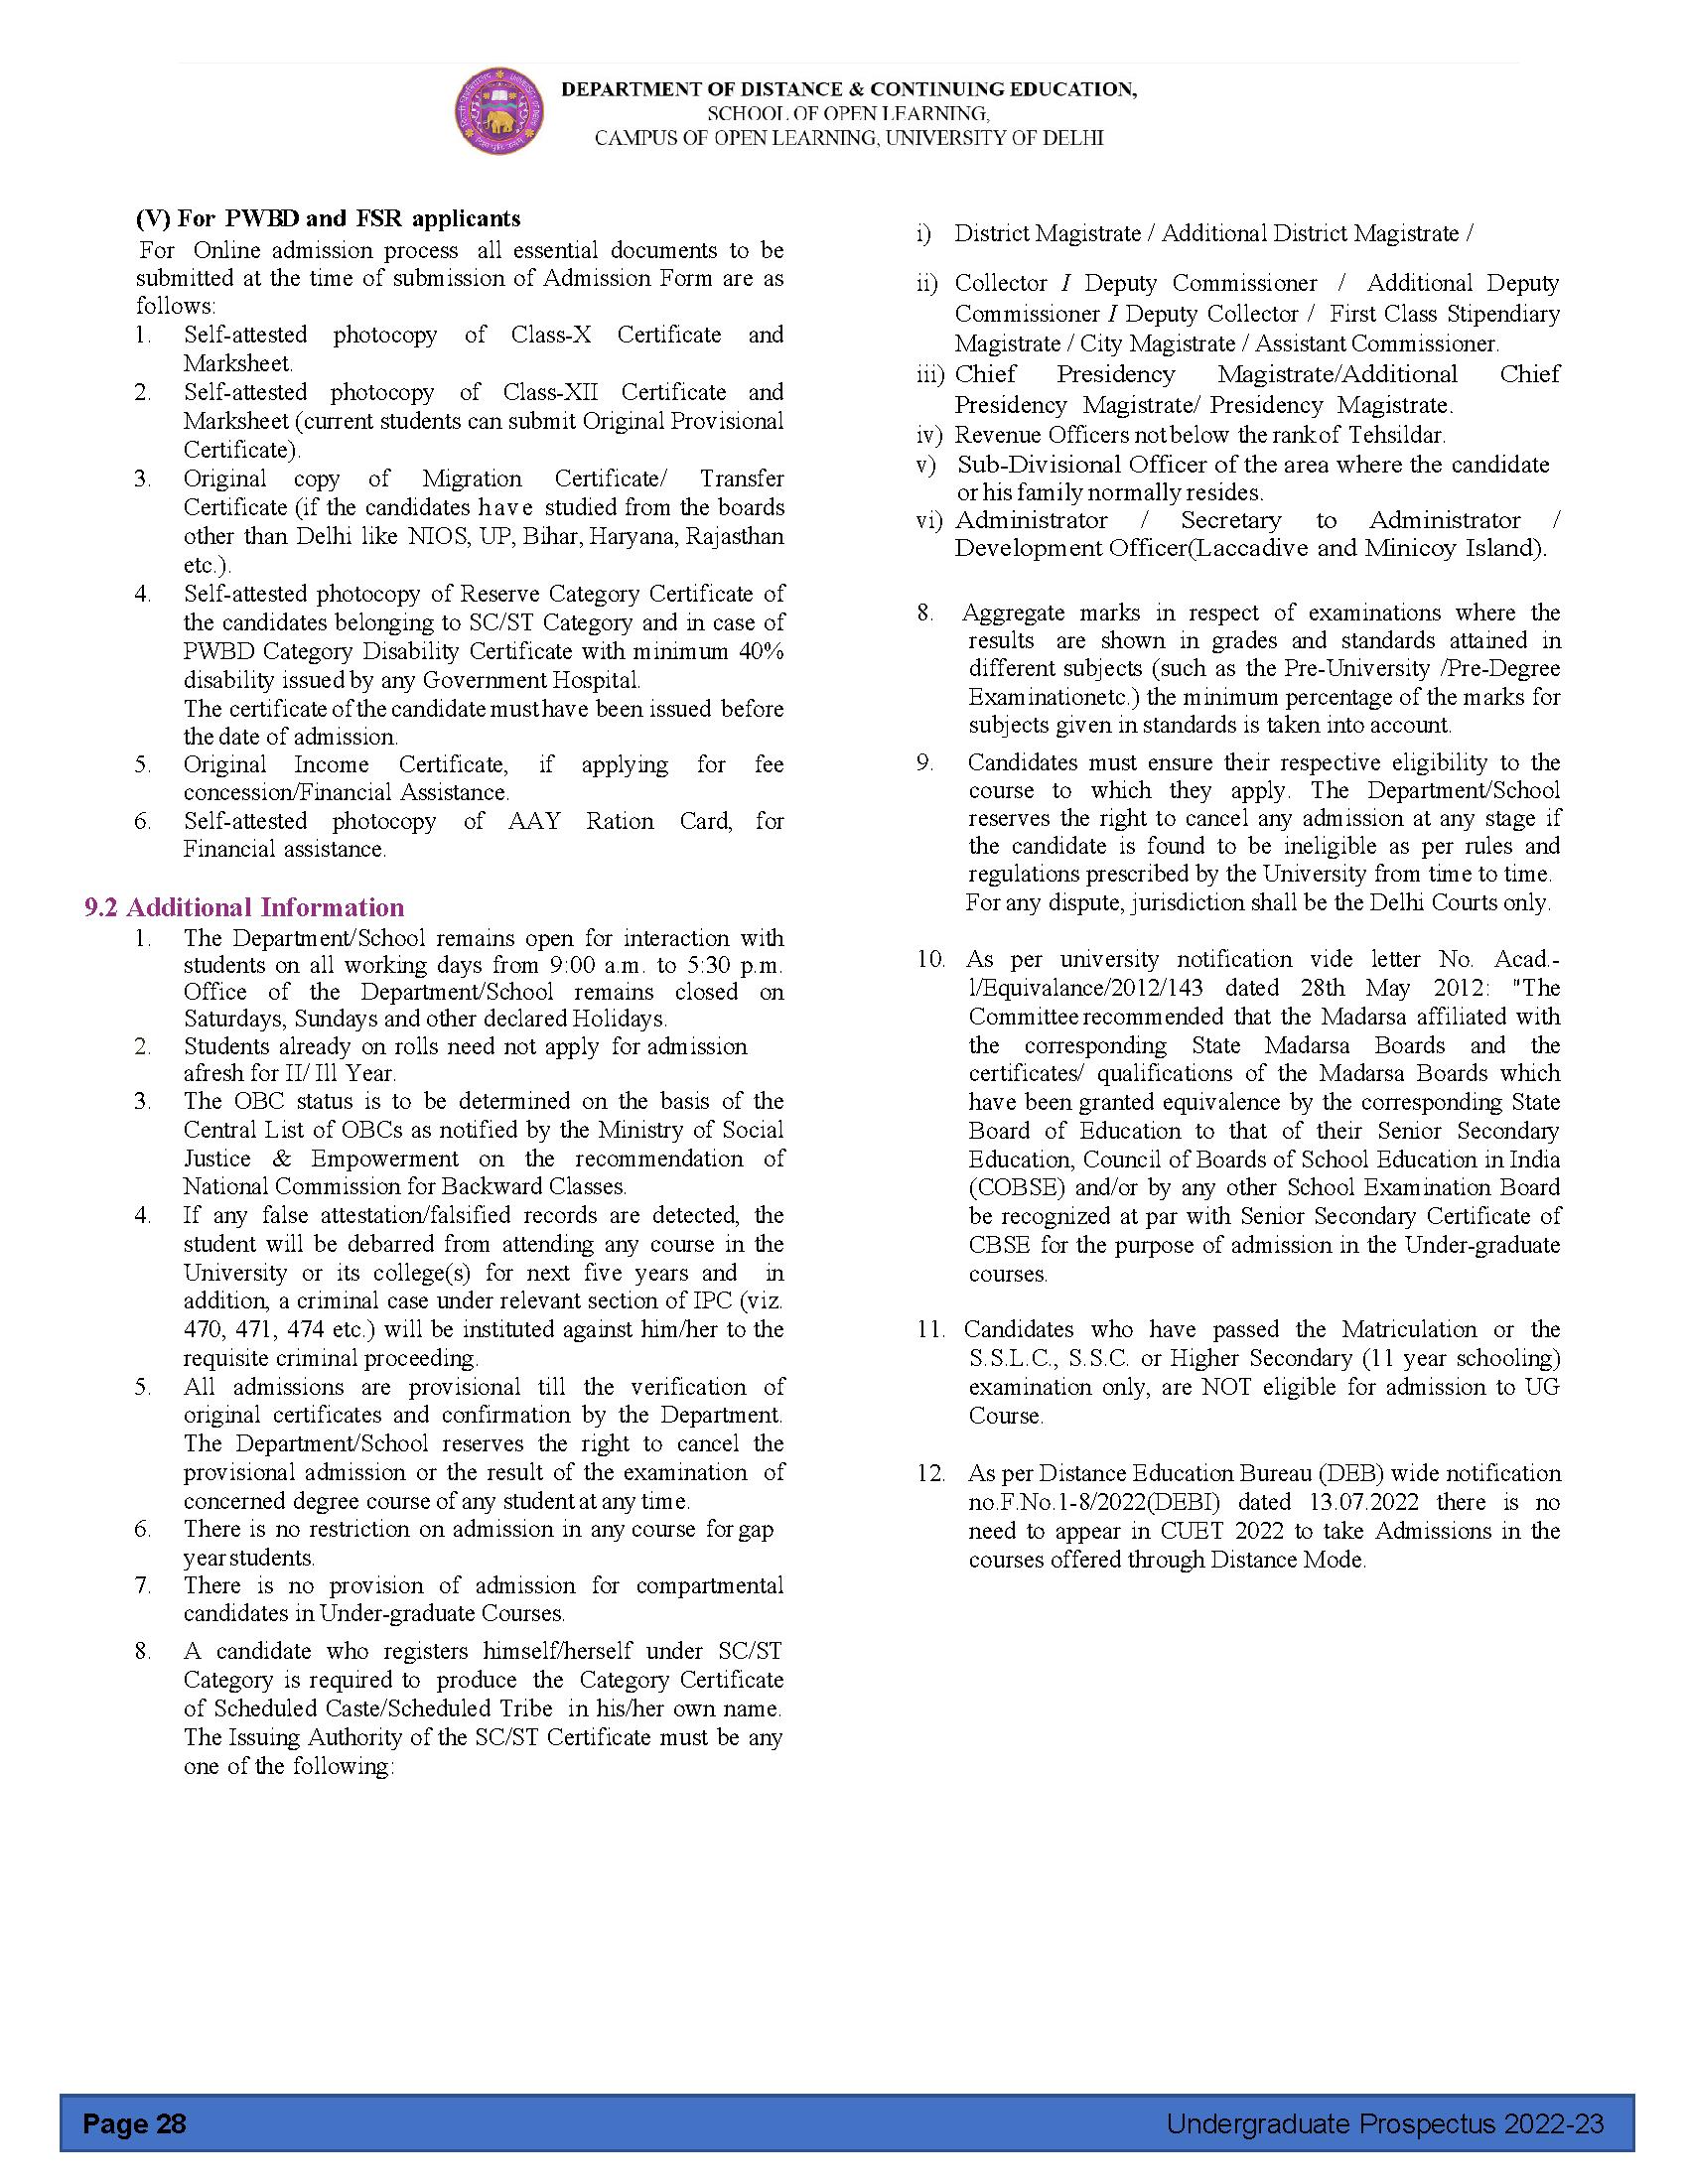 DEPARTMENT OF DISTANCE & CONTINUING EDUCATION,
SCHOOL OF OPEN LEARNING,
CAMPUS OF OPEN LEARNING, UNIVERSITY OF DELHI
(V) For PWBD and FSR applicants
For Online admission process all essential documents to be
submitted at the time of submission of Admission Form are as
follows:
1. Self-attested photocopy of Class-X Certificate and
Marksheet.
2. Self-attested photocopy of Class-XII Certificate and
Marksheet (current students can submit Original Provisional
Certificate).
3. Original copy of Migration Certificate/ Transfer
Certificate (if the candidates have studied from the boards
other than Delhi like NIOS, UP, Bihar, Haryana, Rajasthan
etc.).
4. Self-attested photocopy of Reserve Category Certificate of
the candidates belonging to SC/ST Category and in case of
PWBD Category Disability Certificate with minimum 40%
disability issued by any Government Hospital.
The certificate of the candidate must have been issued before
the date of admission.
5. Original Income Certificate, if applying for fee
concession/Financial Assistance.
6. Self-attested photocopy of AAY Ration Card, for
Financial assistance.
9.2 Additional Information
1. The Department/School remains open for interaction with
students on all working days from 9:00 a.m. to 5:30 p.m.
Office of the Department/School remains closed on
Saturdays, Sundays and other declared Holidays.
2. Students already on rolls need not apply for admission
afresh for II/ Ill Year.
3. The OBC status is to be determined on the basis of the
Central List of OBCs as notified by the Ministry of Social
Justice & Empowerment on the recommendation of
National Commission for Backward Classes.
4. If any false attestation/falsified records are detected, the
student will be debarred from attending any course in the
University or its college(s) for next five years and in
addition, a criminal case under relevant section of IPC (viz.
470, 471, 474 etc.) will be instituted against him/her to the
requisite criminal proceeding.
5. All admissions are provisional till the verification of
original certificates and confirmation by the Department.
The Department/School reserves the right to cancel the
provisional admission or the result of the examination of
concerned degree course of any student at any time.
6. There is no restriction on admission in any course for gap
year students.
7. There is no provision of admission for compartmental
candidates in Under-graduate Courses.
8. A candidate who registers himself/herself under SC/ST
Category is required to produce the Category Certificate
of Scheduled Caste/Scheduled Tribe in his/her own name.
The Issuing Authority of the SC/ST Certificate must be any
one of the following:
i) District Magistrate / Additional District Magistrate /
ii) Collector I Deputy Commissioner / Additional Deputy
Commissioner I Deputy Collector / First Class Stipendiary
Magistrate / City Magistrate / Assistant Commissioner.
iii) Chief Presidency Magistrate/Additional Chief
Presidency Magistrate/ Presidency Magistrate.
iv) Revenue Officers not below the rank of Tehsildar.
v) Sub-Divisional Officer of the area where the candidate
or his family normally resides.
vi) Administrator / Secretary to Administrator /
Development Officer(Laccadive and Minicoy Island).
8. Aggregate marks in respect of examinations where the
results are shown in grades and standards attained in
different subjects (such as the Pre-University /Pre-Degree
Examinationetc.) the minimum percentage of the marks for
subjects given in standards is taken into account.
9. Candidates must ensure their respective eligibility to the
course to which they apply. The Department/School
reserves the right to cancel any admission at any stage if
the candidate is found to be ineligible as per rules and
regulations prescribed by the University from time to time.
For any dispute, jurisdiction shall be the Delhi Courts only.
10. As per university notification vide letter No. Acad.-
l/Equivalance/2012/143 dated 28th May 2012: "The
Committee recommended that the Madarsa affiliated with
the corresponding State Madarsa Boards and the
certificates/ qualifications of the Madarsa Boards which
have been granted equivalence by the corresponding State
Board of Education to that of their Senior Secondary
Education, Council of Boards of School Education in India
(COBSE) and/or by any other School Examination Board
be recognized at par with Senior Secondary Certificate of
CBSE for the purpose of admission in the Under-graduate
courses.
11. Candidates who have passed the Matriculation or the
S.S.L.C., S.S.C. or Higher Secondary (11 year schooling)
examination only, are NOT eligible for admission to UG
Course.
12. As per Distance Education Bureau (DEB) wide notification
no.F.No.1-8/2022(DEBI) dated 13.07.2022 there is no
need to appear in CUET 2022 to take Admissions in the
courses offered through Distance Mode.
Page 28
Undergraduate Prospectus 2022-23